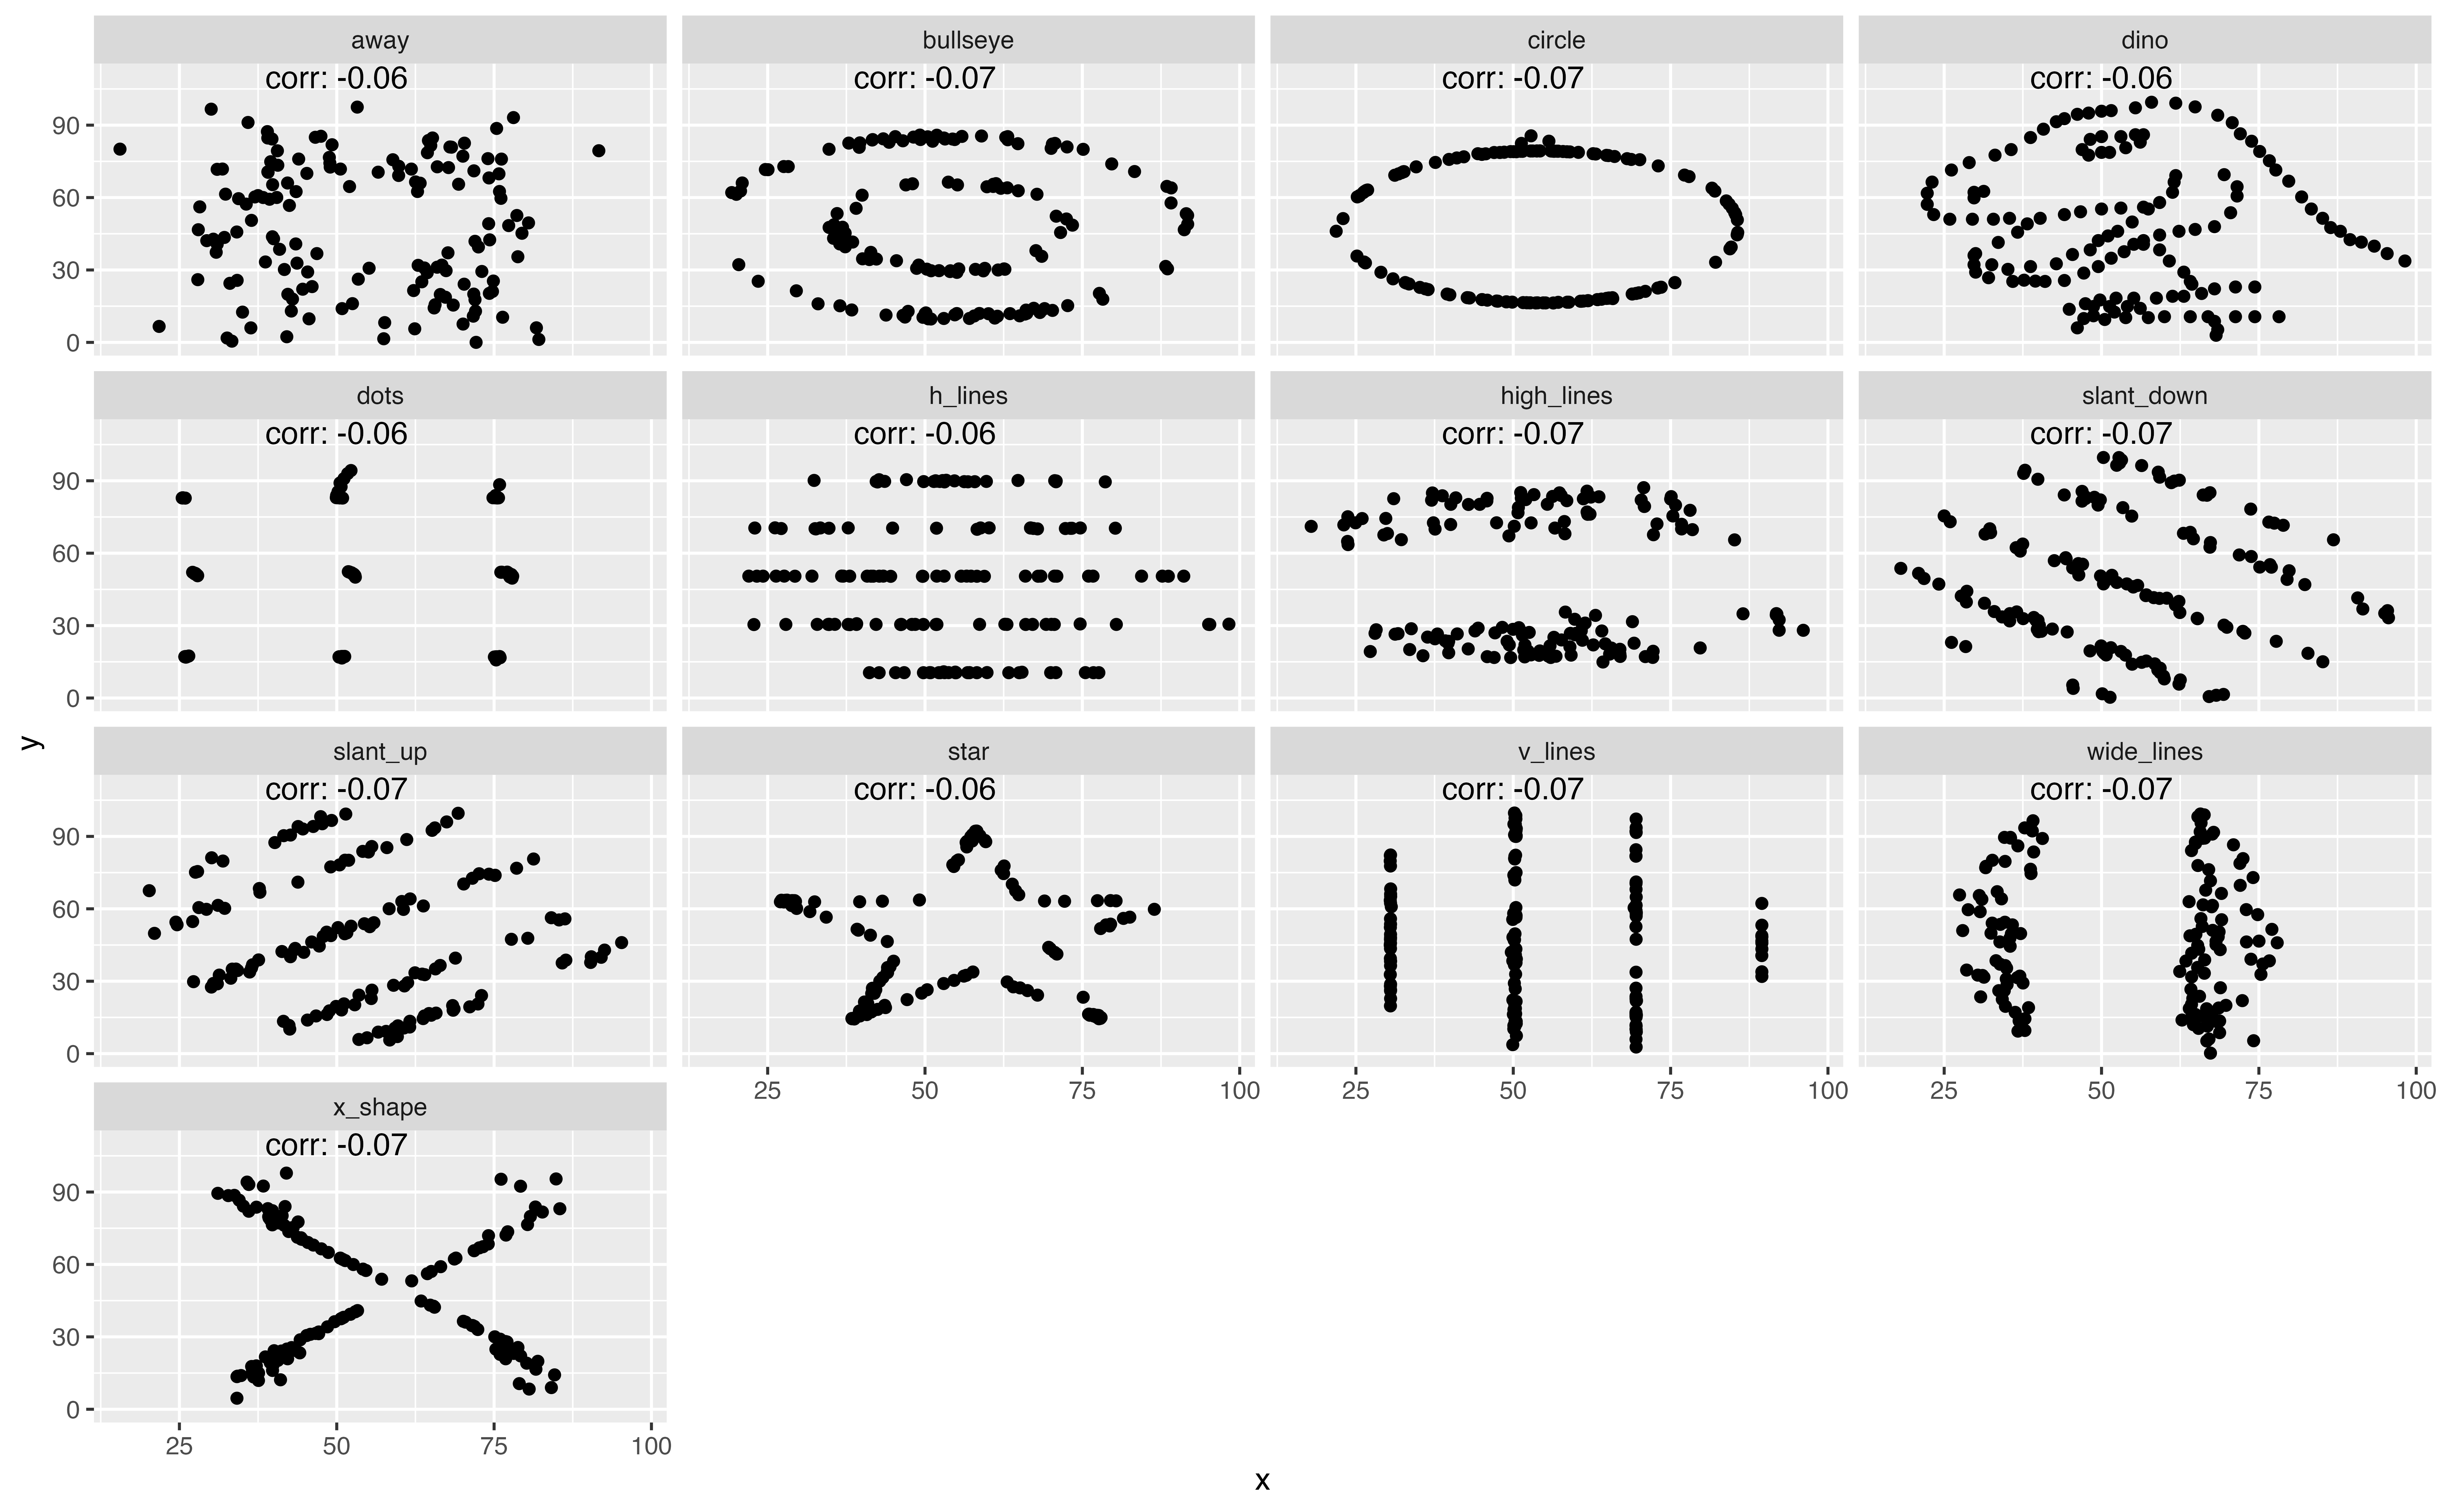 away
bullseye
circle
dino
corr: -0.06
corr: -0.07
corr: -0.07
corr: -0.06
90
60
30
0
dots
h_lines
high_lines
slant_down
corr: -0.06
corr: -0.06
corr: -0.07
corr: -0.07
90
60
30
0
slant_up
star
v_lines
wide_lines
corr: -0.07
corr: -0.06
corr: -0.07
corr: -0.07
90
60
30
0
25 50 75 100
25 50 75 100
25 50 75 100
x_shape
corr: -0.07
90
60
30
0
25 50 75 100
y
x